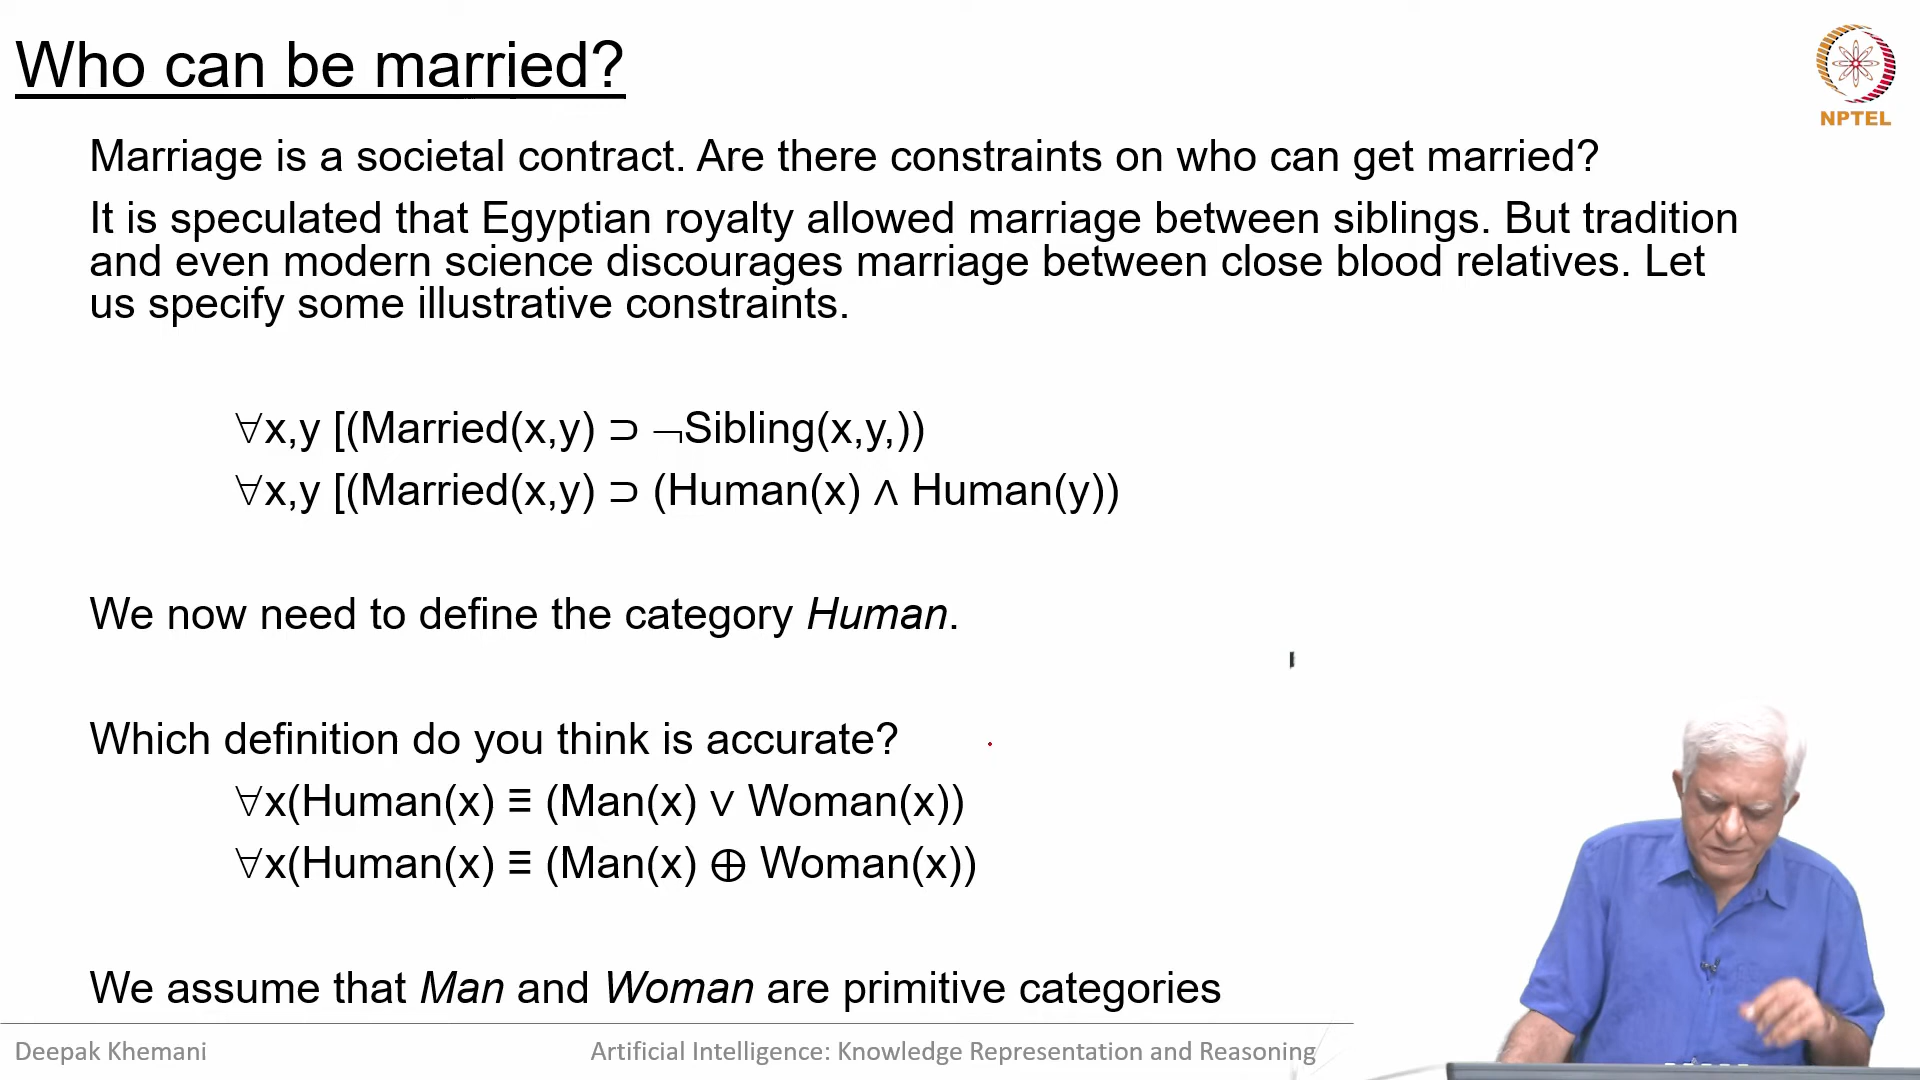 Who can be married?
NPTEL
Marriage is a societal contract. Are there constraints on who can get married?
It is speculated that Egyptian royalty allowed marriage between siblings. But tradition
and even modern science discourages marriage between close blood relatives. Let
us specify some illustrative constraints.
∀x,y [(Married(x,y) ⊃ ¬Sibling(x,y,))
∀x,y [(Married(x,y) ⊃ (Human(x) ∧ Human(y))
We now need to define the category Human.
Which definition do you think is accurate?
∀x(Human(x) ≡ (Man(x) ∨ Woman(x))
∀x(Human(x) ≡ (Man(x) ⊕ Woman(x))
We assume that Man and Woman are primitive categories
Deepak Khemani
Artificial Intelligence: Knowledge Representation and Reasoning